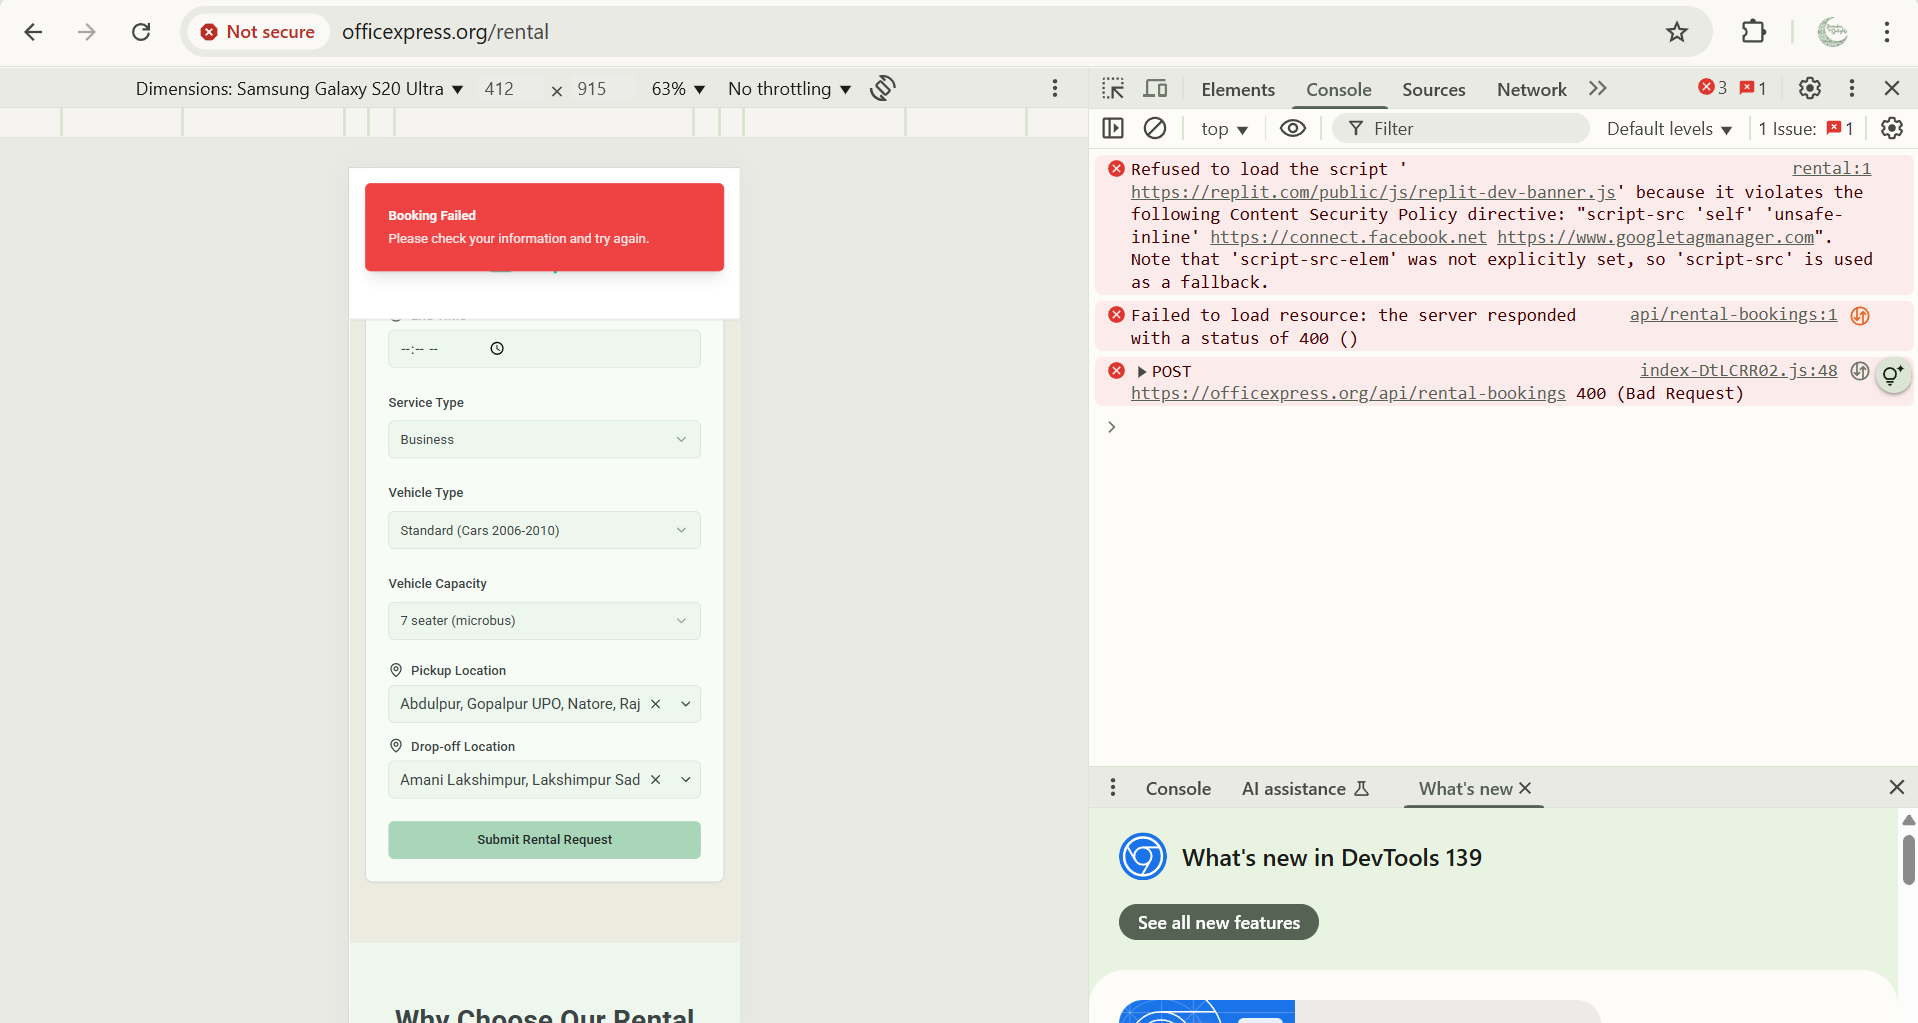 Not secure
officexpress.org/rental
Dimensions: Samsung Galaxy S20 Ultra 412 × 915 63% No throttling
Elements Console Sources Network 3 1
top Filter Default levels 1 Issue: 1
Booking Failed
Please check your information and try again.
--:-- --
Service Type
Business
Vehicle Type
Standard (Cars 2006-2010)
Vehicle Capacity
7 seater (microbus)
Pickup Location
Abdulpur, Gopalpur UPO, Natore, Raj
Drop-off Location
Amani Lakshimpur, Lakshimpur Sad
Submit Rental Request
Why Choose Our Rental
Refused to load the script ' rental:1
https://replit.com/public/js/replit-dev-banner.js' because it violates the
following Content Security Policy directive: "script-src 'self' 'unsafe-
inline' https://connect.facebook.net https://www.googletagmanager.com".
Note that 'script-src-elem' was not explicitly set, so 'script-src' is used
as a fallback.
Failed to load resource: the server responded api/rental-bookings:1
with a status of 400 ()
POST index-DtLCRR02.js:48
https://officexpress.org/api/rental-bookings 400 (Bad Request)
Console AI assistance What's new
What's new in DevTools 139
See all new features